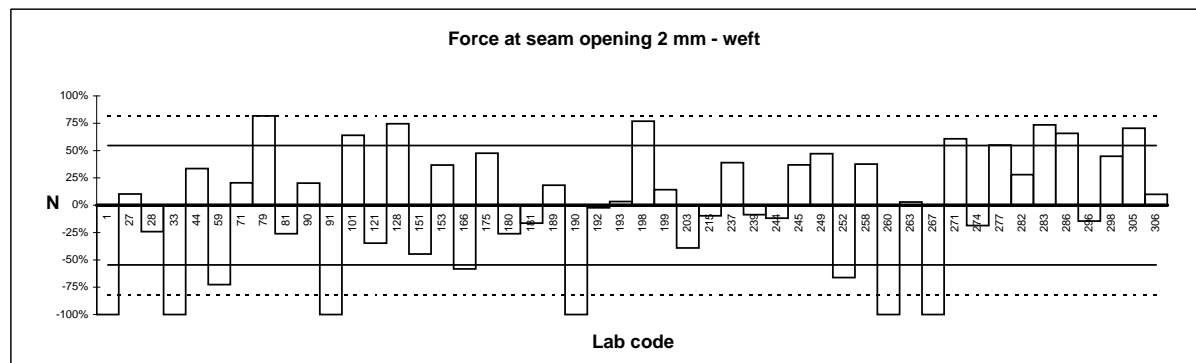 Force at seam opening 2 mm - weft
100%
75%
50%
25%
N 0%
-25%
-50%
-75%
-100%
1 27 28 33 44 59 71 79 81 90 91 101 121 128 151 153 166 175 180 181 189 190 192 193 198 199 203 215 237 239 244 245 249 252 258 260 263 267 271 274 277 282 283 286 296 298 305 306
Lab code